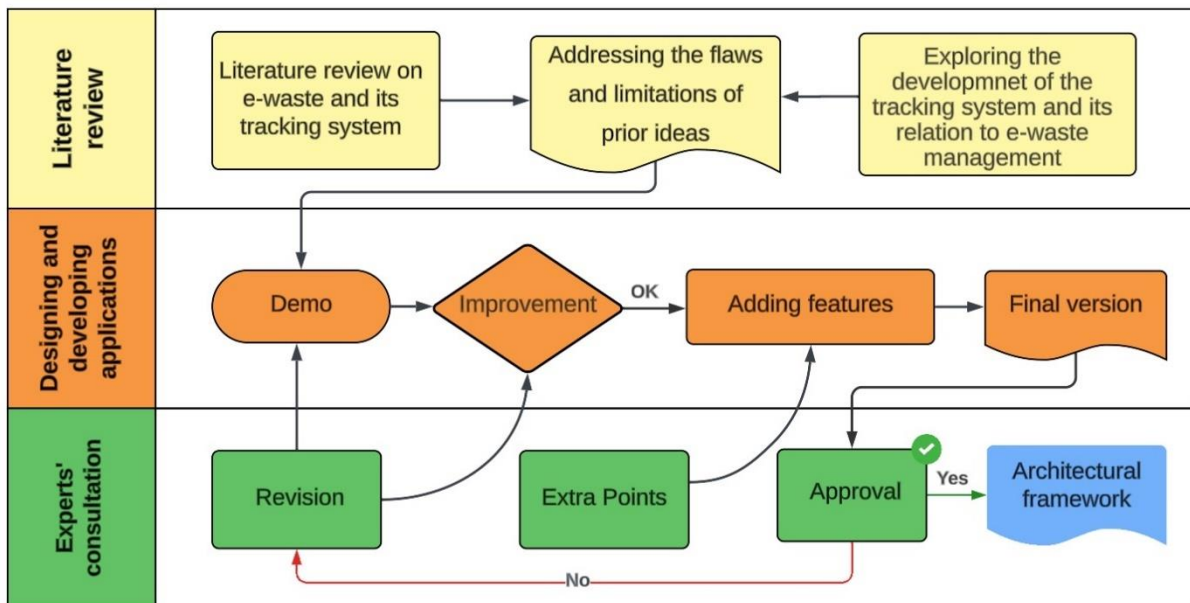 Literature
review
Literature review on
e-waste and its
tracking system
Addressing the flaws
and limitations of
prior ideas
Exploring the
developmnet of the
tracking system and its
relation to e-waste
management
Designing and
developing
applications
Demo
Improvement
OK
Adding features
Final version
Experts'
consultation
Revision
Extra Points
Approval
Yes
Architectural
framework
No